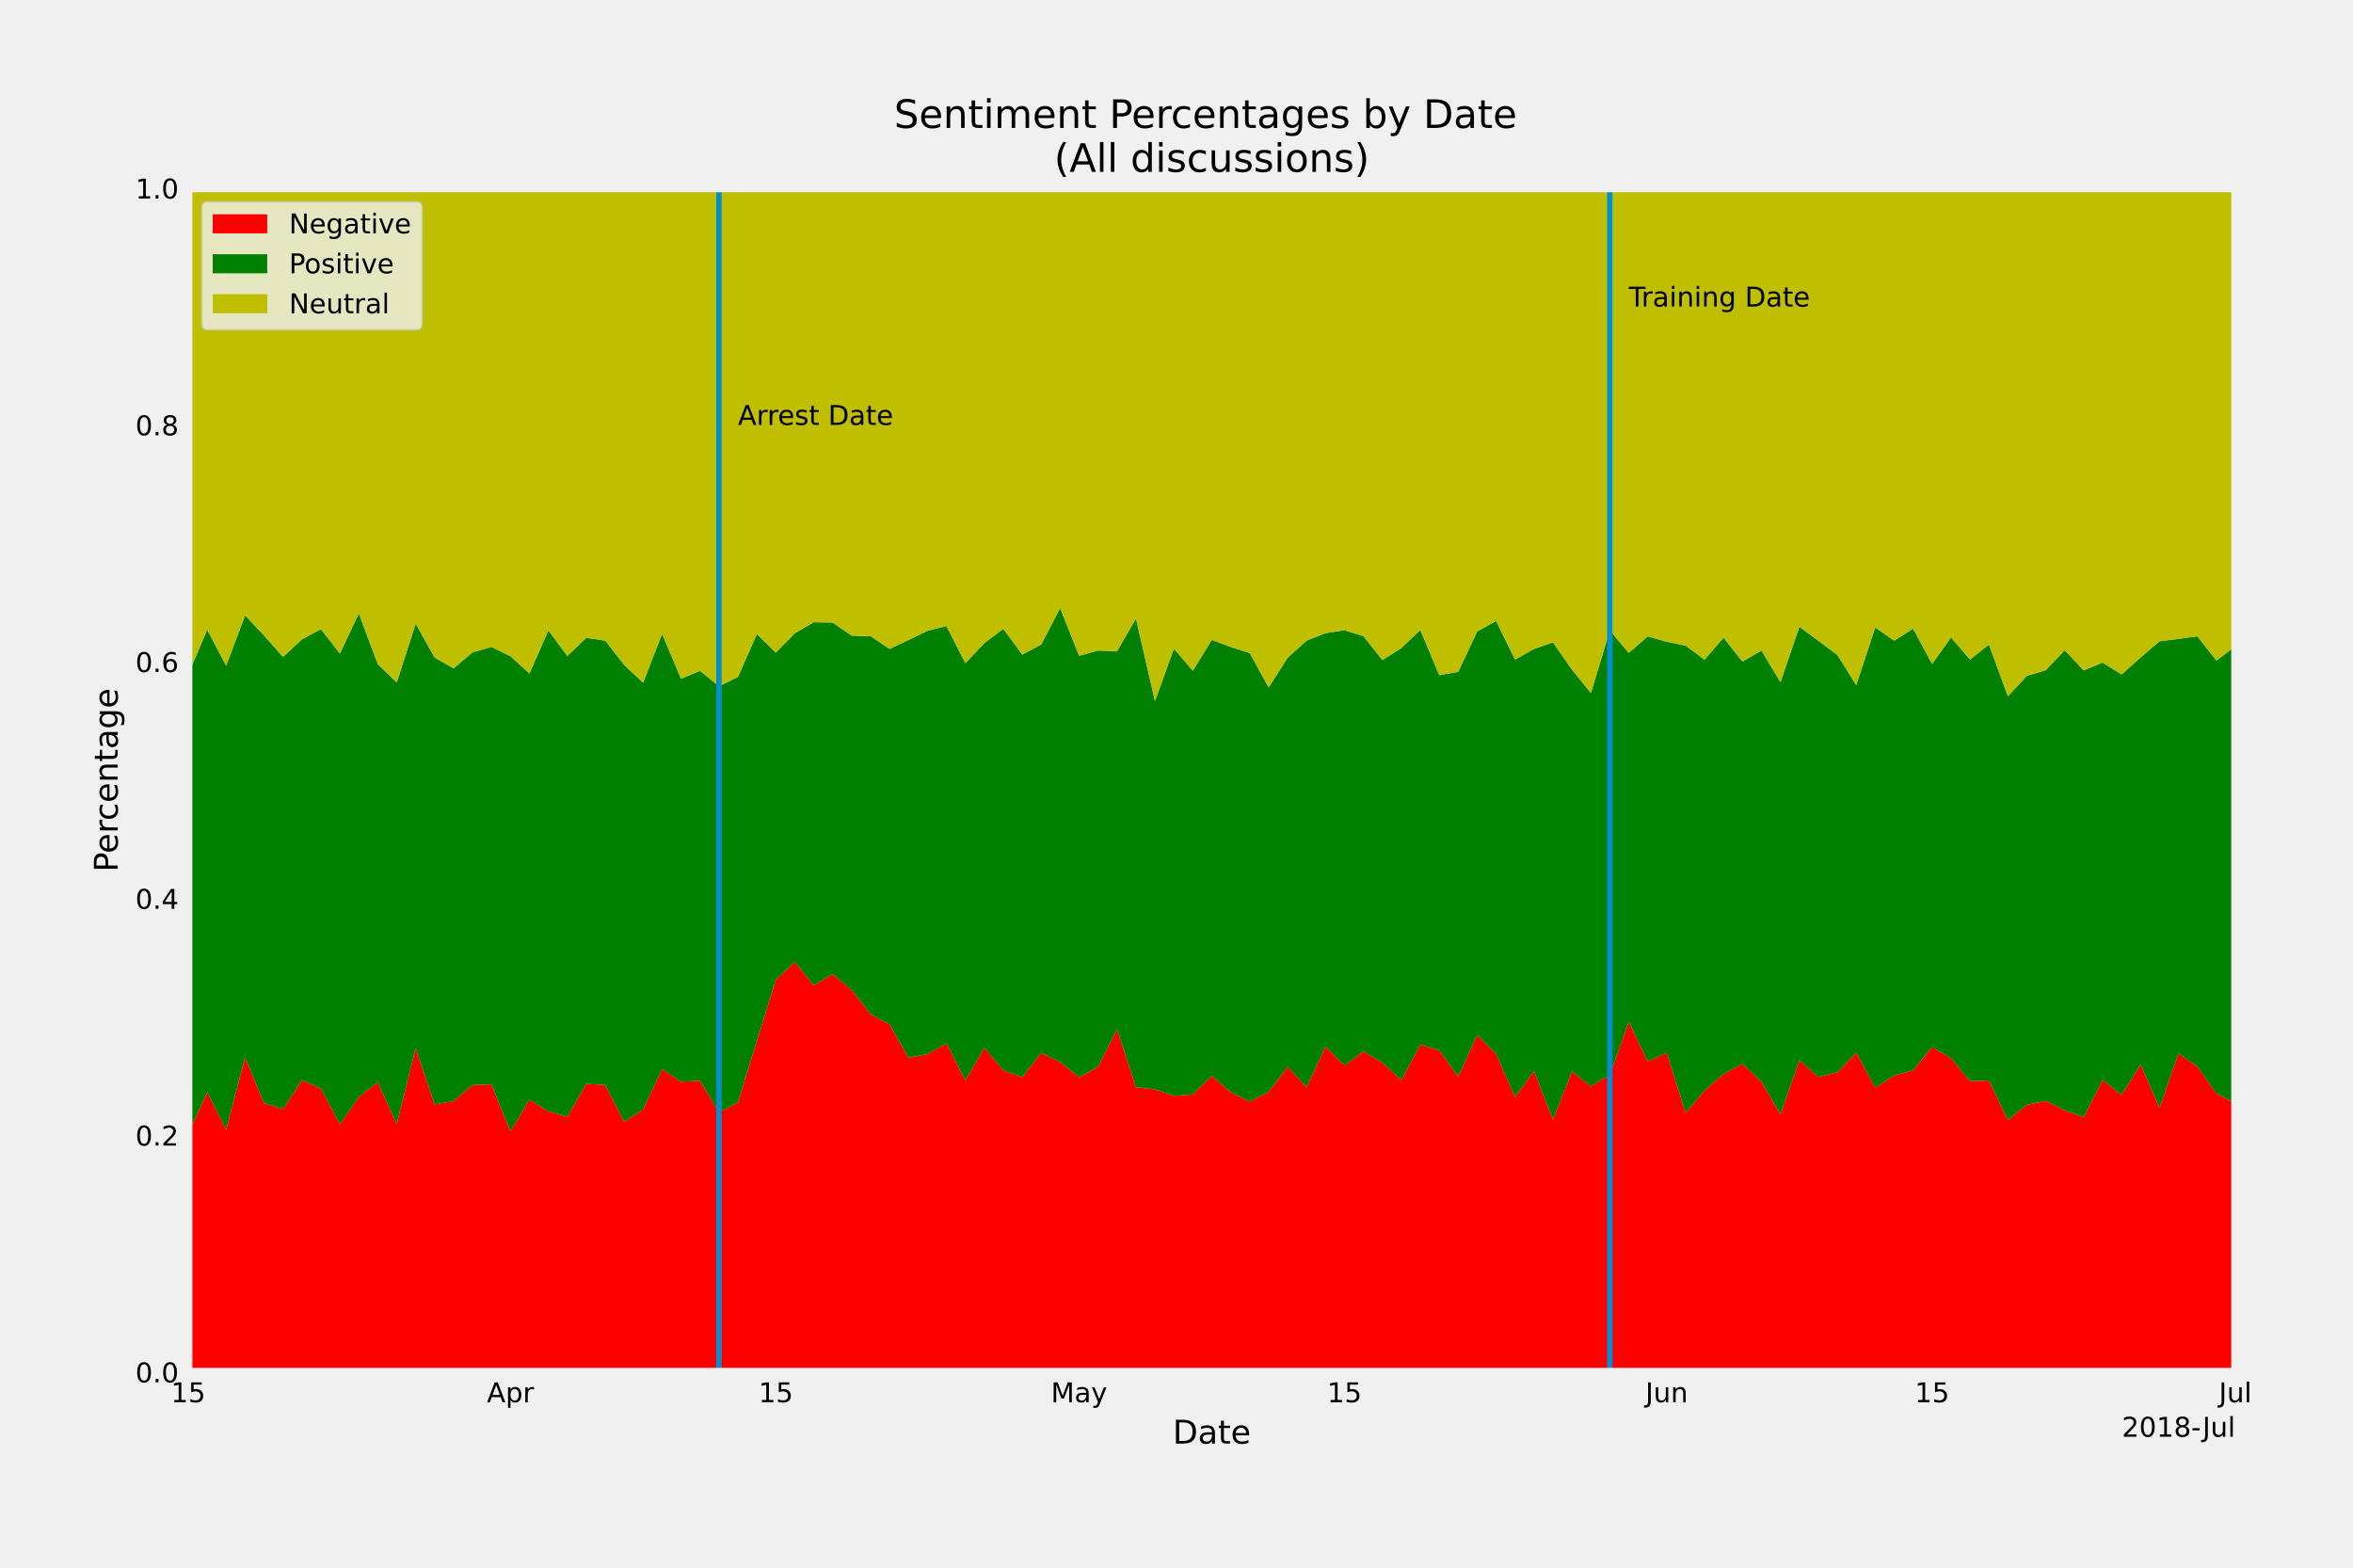 Sentiment Percentages by Date
(All discussions)
1.0
Negative
Positive
Neutral
Training Date
Arrest Date
0.8
0.6
0.4
0.2
0.0
Percentage
15 Apr 15 May 15 Jun 15 Jul
Date
2018-Jul